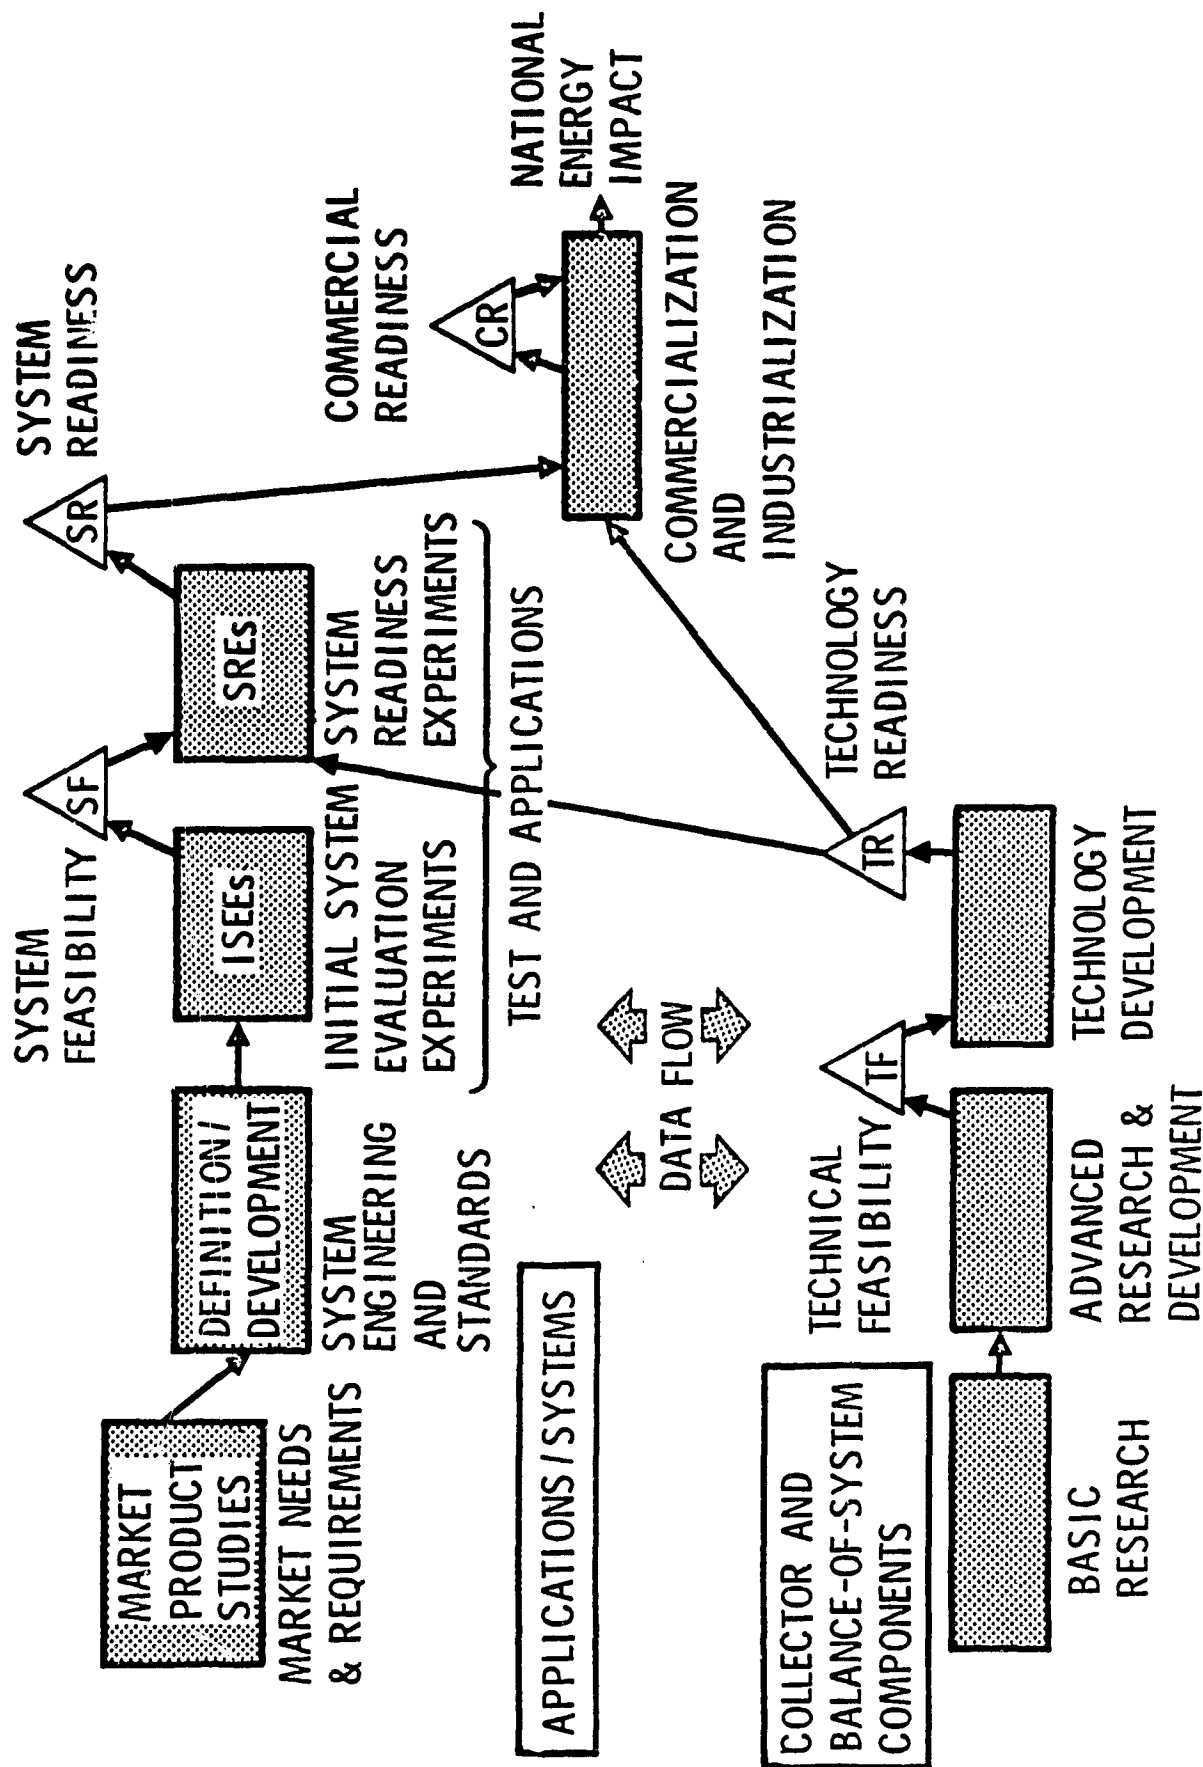 SYSTEM
FEASIBILITY
SF
SYSTEM
READINESS
SR
MARKET
PRODUCT
STUDIES
MARKET NEEDS
& REQUIREMENTS
DEFINITION/
DEVELOPMENT
SYSTEM
ENGINEERING
AND
STANDARDS
ISEEs
INITIAL SYSTEM
EVALUATION
EXPERIMENTS
SREs
SYSTEM
READINESS
EXPERIMENTS
TEST AND APPLICATIONS
COMMERCIAL
READINESS
CR
NATIONAL
ENERGY
IMPACT
COMMERCIALIZATION
AND
INDUSTRIALIZATION
APPLICATIONS/SYSTEMS
DATA FLOW
COLLECTOR AND
BALANCE-OF-SYSTEM
COMPONENTS
TECHNICAL
FEASIBILITY
TF
TECHNOLOGY
READINESS
TR
BASIC
RESEARCH
ADVANCED
RESEARCH &
DEVELOPMENT
TECHNOLOGY
DEVELOPMENT